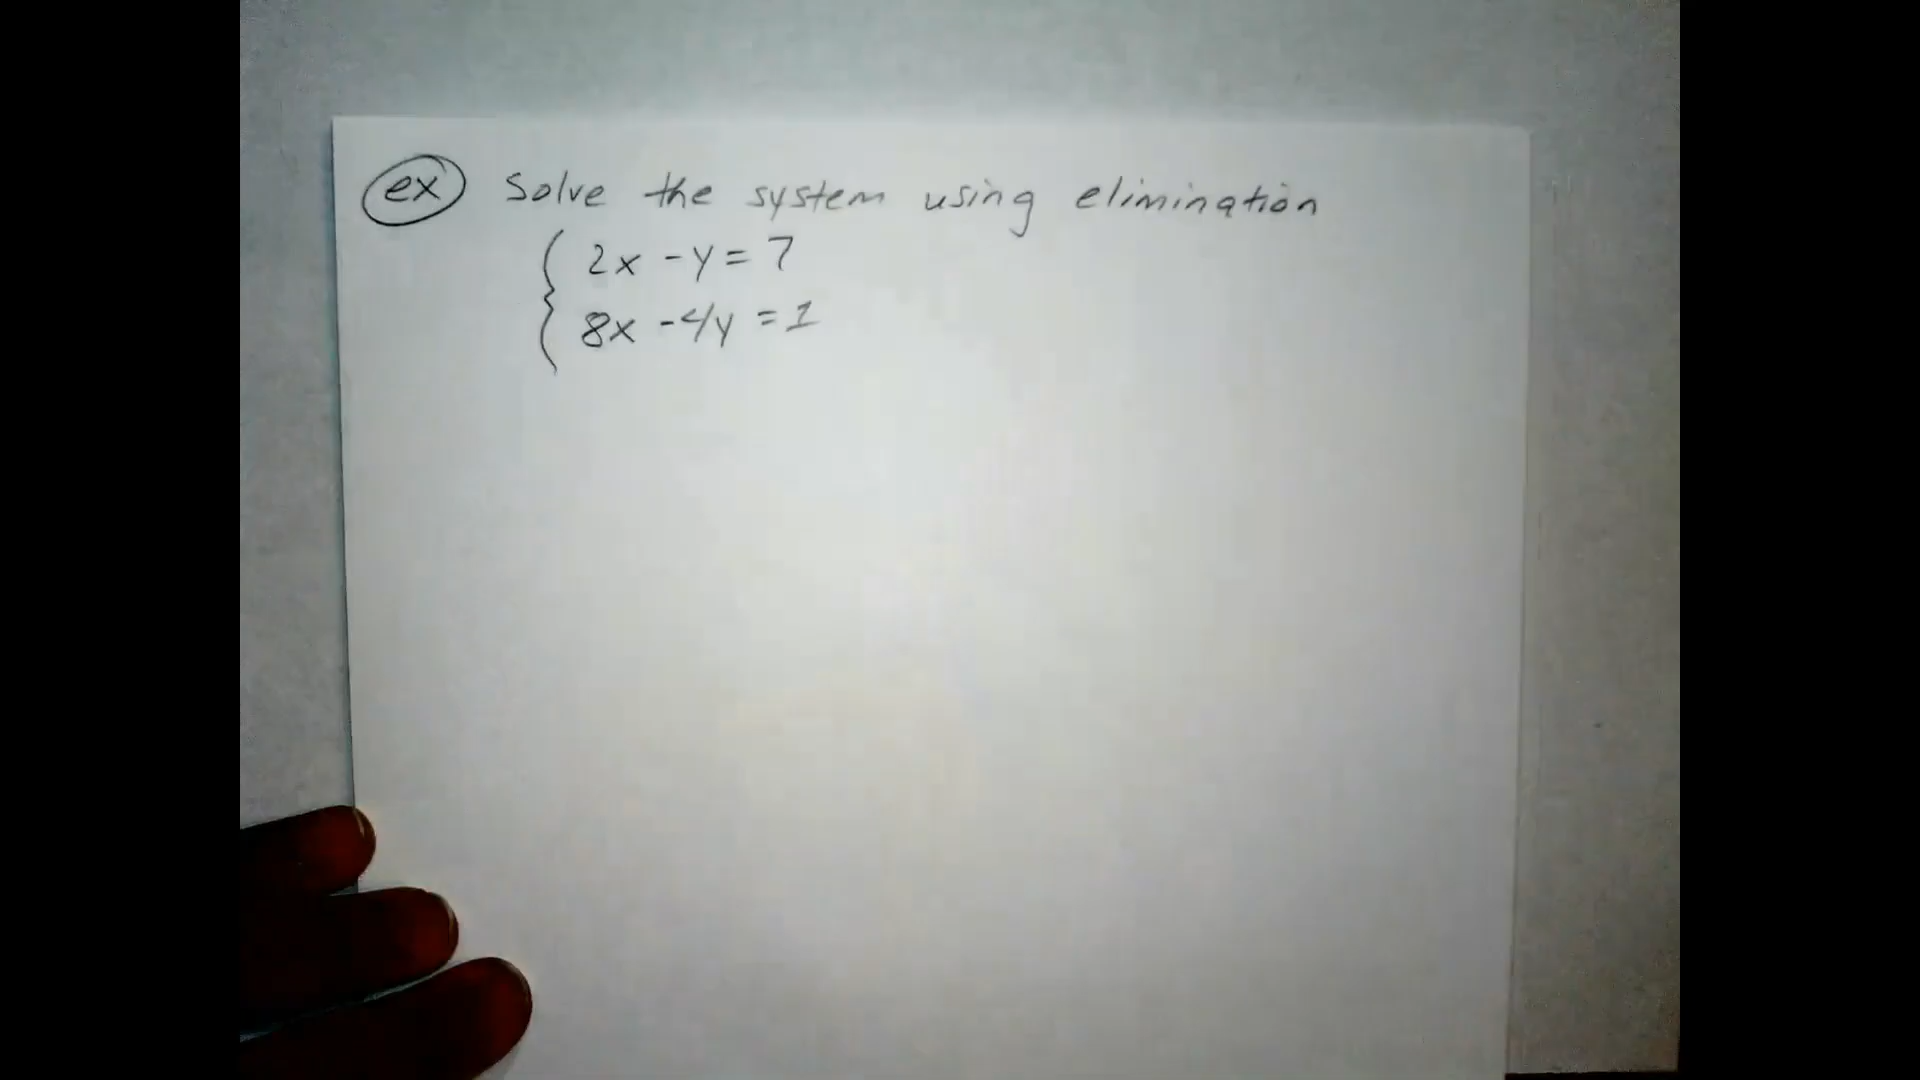 ex Solve the system using elimination
2x - y = 7
8x - 4y = 1